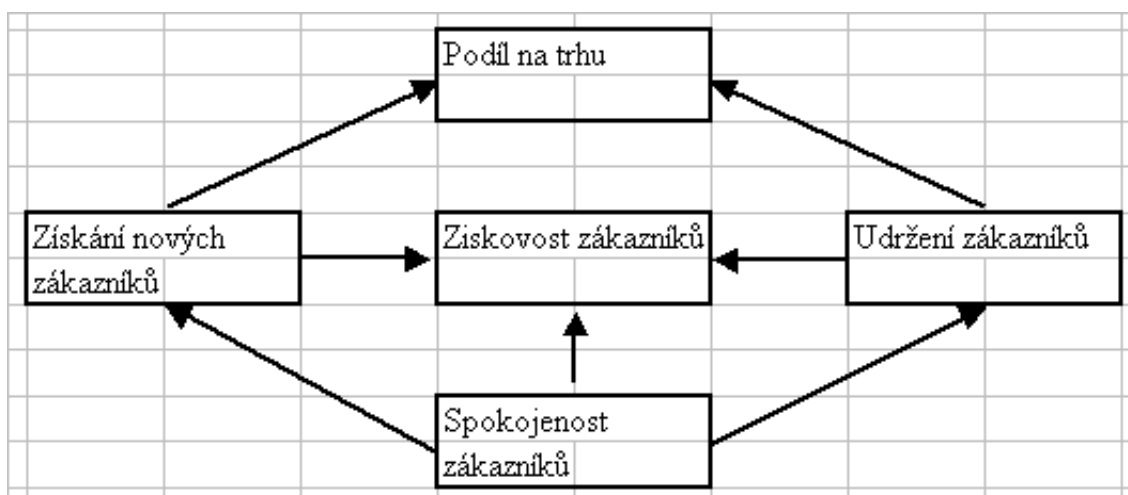 Podíl na trhu
Získání nových
zákazníků
Ziskovost zákazníků
Udržení zákazníků
Spokojenost
zákazníků